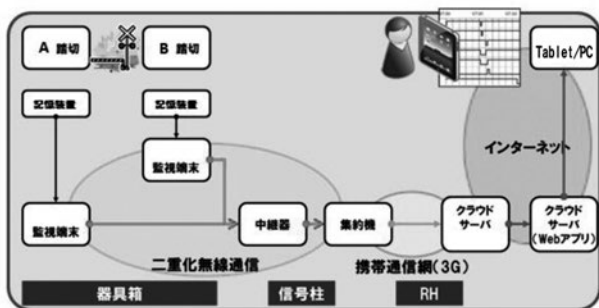 A 踏切
B 踏切
Tablet/PC
記憶装置
記憶装置
監視端末
インターネット
監視端末
中継器
集約機
クラウド
サーバ
クラウド
サーバ
(Webアプリ)
二重化無線通信
携帯通信網(3G)
器具箱
信号柱
RH